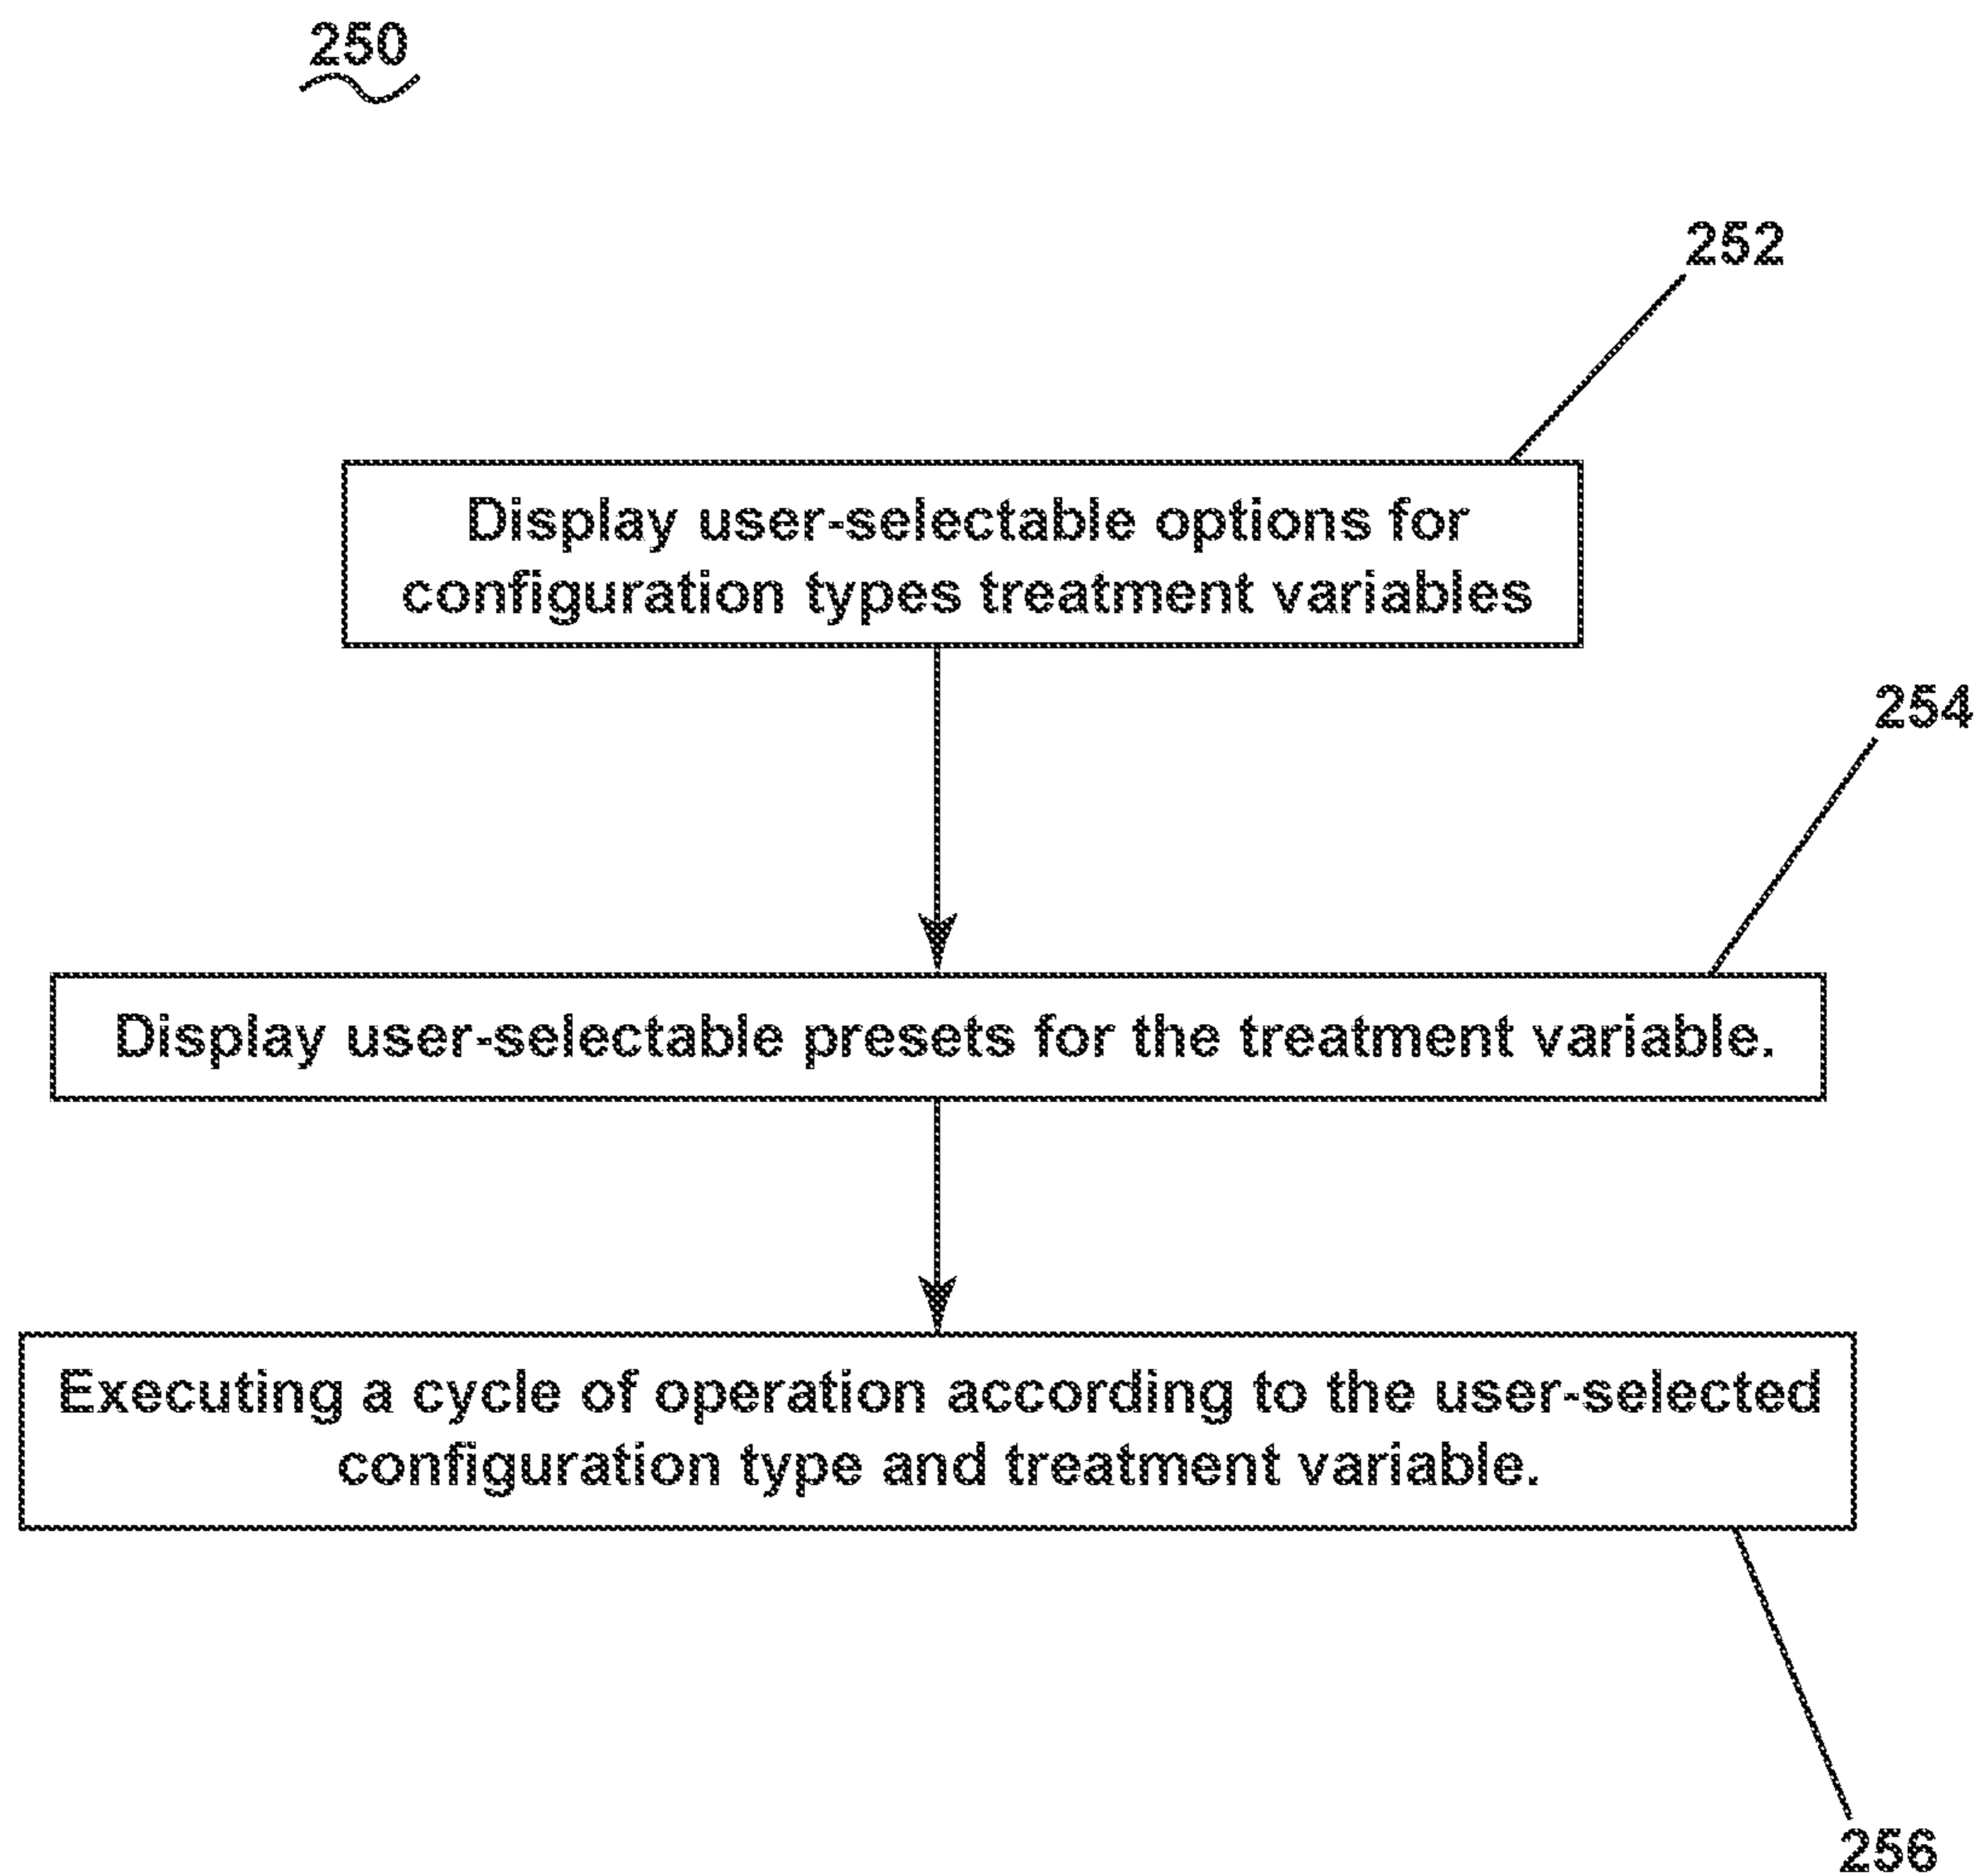 250
252
Display user-selectable options for
configuration types treatment variables
254
Display user-selectable presets for the treatment variable.
Executing a cycle of operation according to the user-selected
configuration type and treatment variable.
256